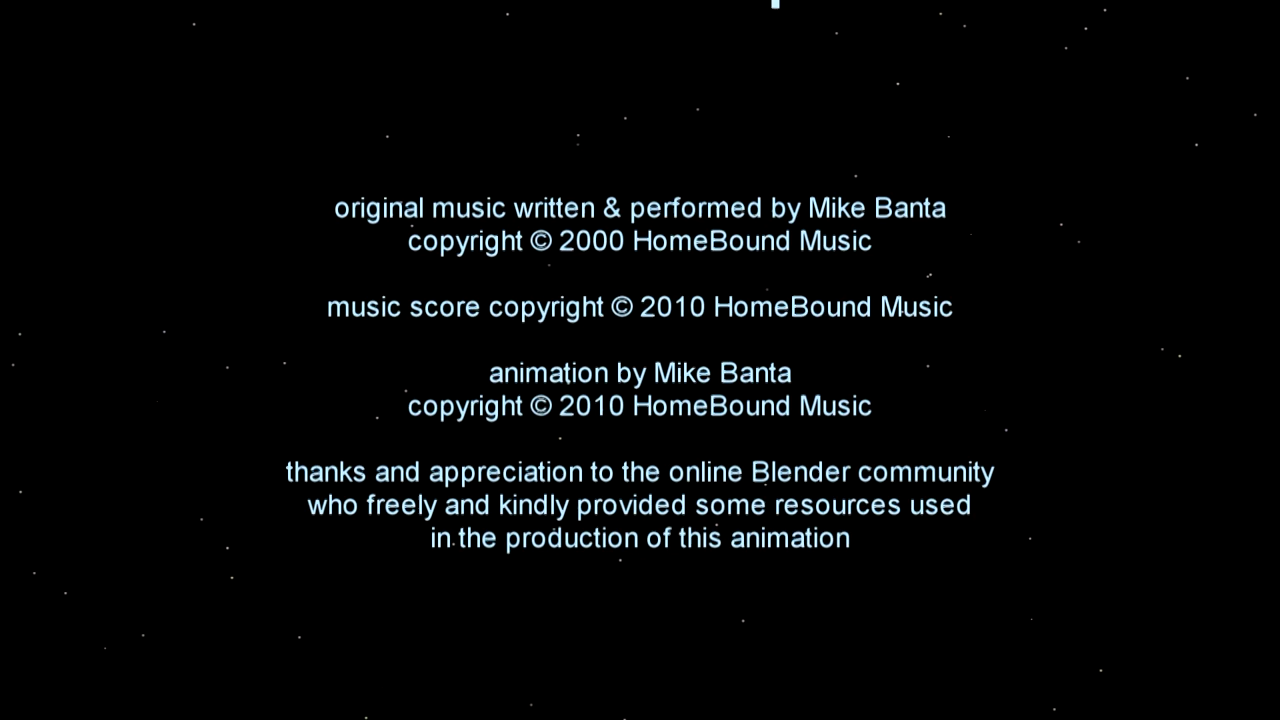 original music written & performed by Mike Banta
copyright © 2000 HomeBound Music
music score copyright © 2010 HomeBound Music
animation by Mike Banta
copyright © 2010 HomeBound Music
thanks and appreciation to the online Blender community
who freely and kindly provided some resources used
in the production of this animation